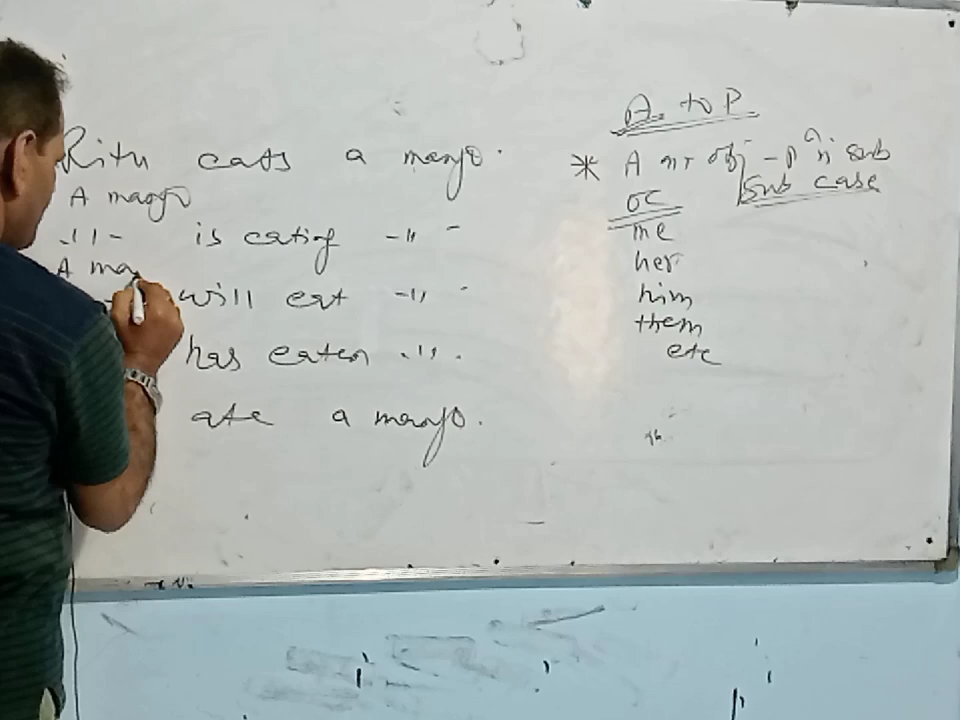 Ritu eats a mango.
A mango
-11- is eating -11-
A man
will eat -11-
has eaten -11-
ate a mango.
A. to P.
* A का obj - P का sub
sub case
OC
me
her
him
them
etc